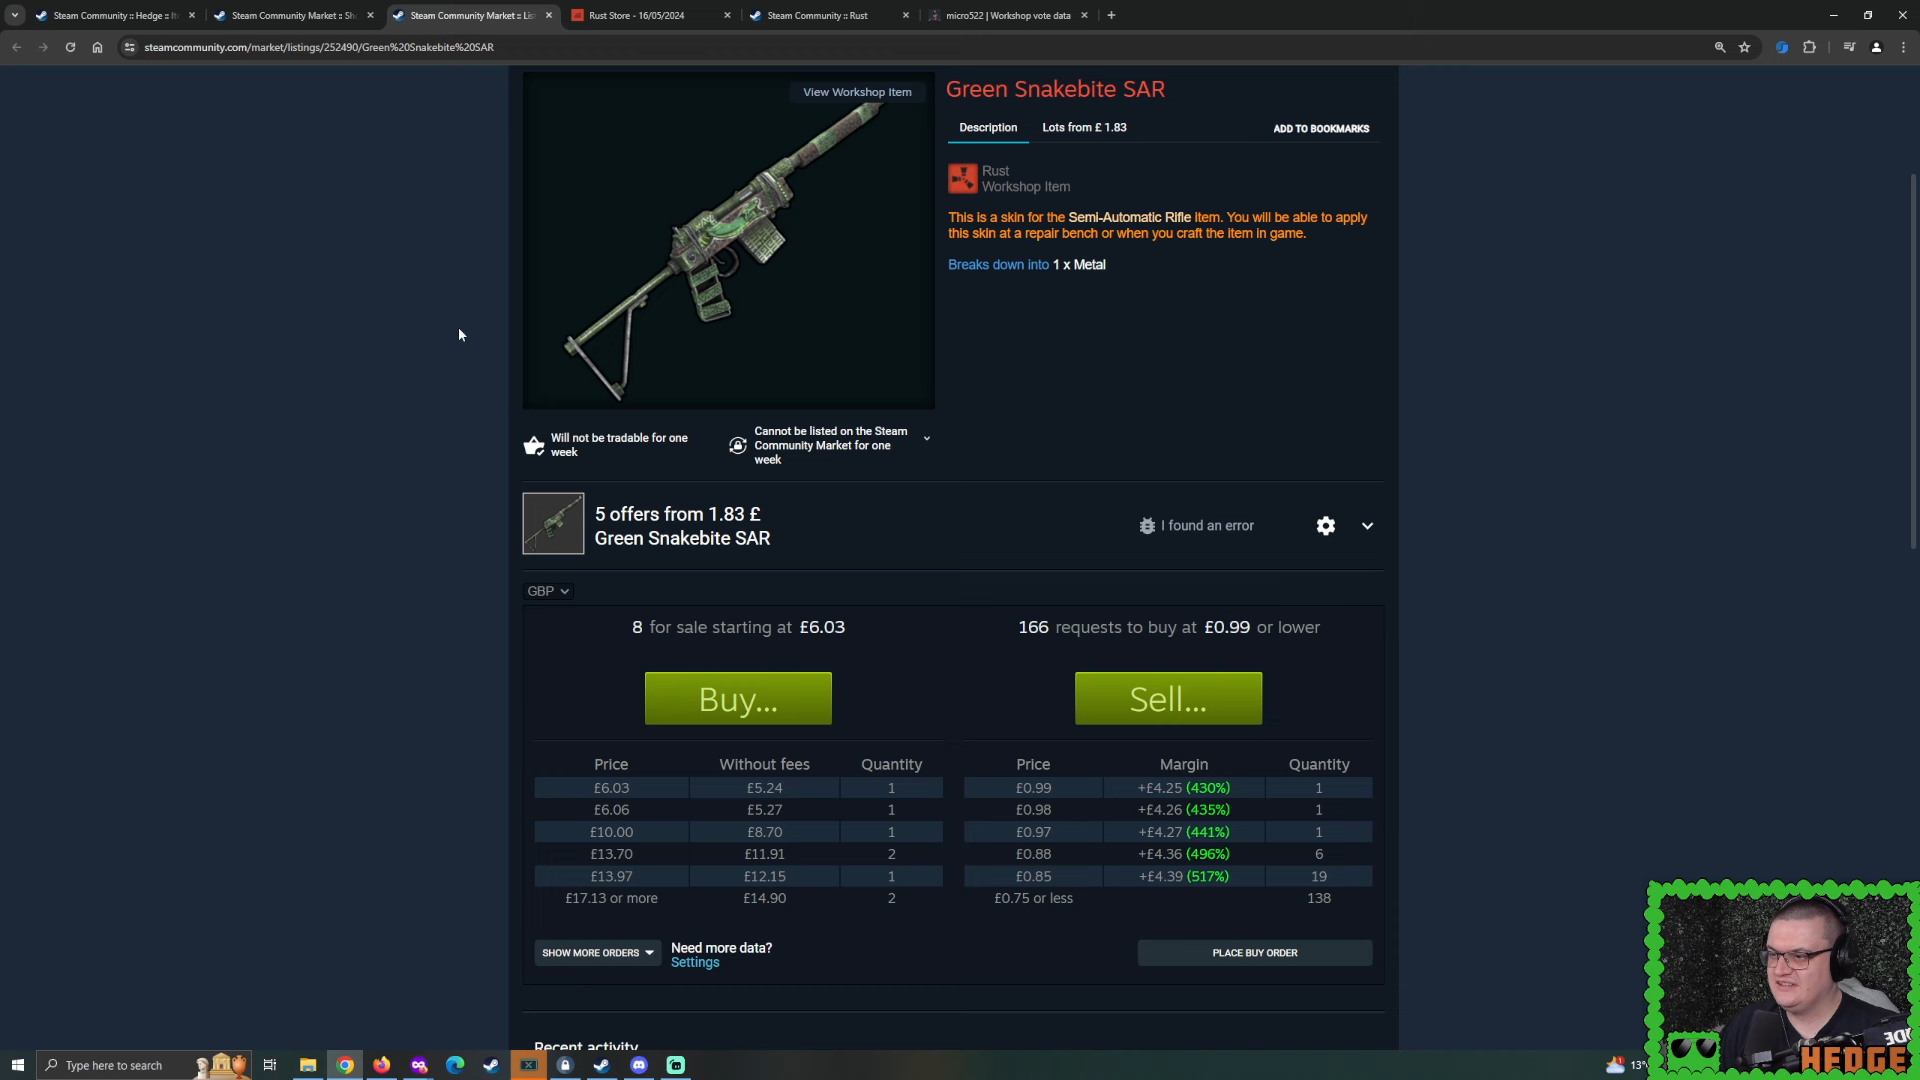 Steam Community :: Hedge :: It
Steam Community Market :: Sho
Steam Community Market :: Lis
Rust Store - 16/05/2024
Steam Community :: Rust
micro522 | Workshop vote data
steamcommunity.com/market/listings/252490/Green%20Snakebite%20SAR
View Workshop Item
Green Snakebite SAR
Description
Lots from £ 1.83
ADD TO BOOKMARKS
Rust
Workshop Item
This is a skin for the Semi-Automatic Rifle item. You will be able to apply
this skin at a repair bench or when you craft the item in game.
Breaks down into 1 x Metal
Will not be tradable for one
week
Cannot be listed on the Steam
Community Market for one
week
5 offers from 1.83 £
Green Snakebite SAR
I found an error
GBP
8 for sale starting at £6.03
166 requests to buy at £0.99 or lower
Buy...
Sell...
Price Without fees Quantity
£6.03 £5.24 1
£6.06 £5.27 1
£10.00 £8.70 1
£13.70 £11.91 2
£13.97 £12.15 1
£17.13 or more £14.90 2
Price Margin Quantity
£0.99 +£4.25 (430%) 1
£0.98 +£4.26 (435%) 1
£0.97 +£4.27 (441%) 1
£0.88 +£4.36 (496%) 6
£0.85 +£4.39 (517%) 19
£0.75 or less 138
SHOW MORE ORDERS
Need more data?
Settings
PLACE BUY ORDER
Recent activity
Type here to search
13°
HEDGE